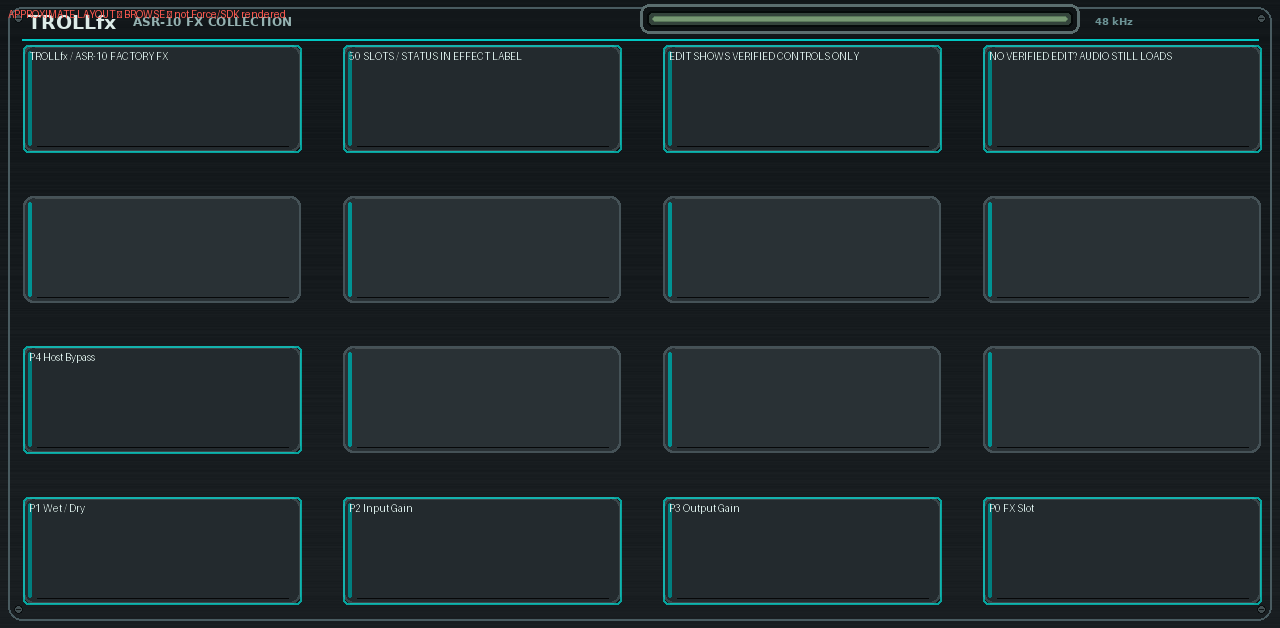 APPROXIMATE LAYOUT BROWSE not Force/SDK rendered
TROLLfx ASR-10 FX COLLECTION 48 kHz
TROLLfx / ASR-10 FACTORY FX
50 SLOTS / STATUS IN EFFECT LABEL
EDIT SHOWS VERIFIED CONTROLS ONLY
NO VERIFIED EDIT? AUDIO STILL LOADS
P4 Host Bypass
P1 Wet / Dry
P2 Input Gain
P3 Output Gain
P0 FX Slot